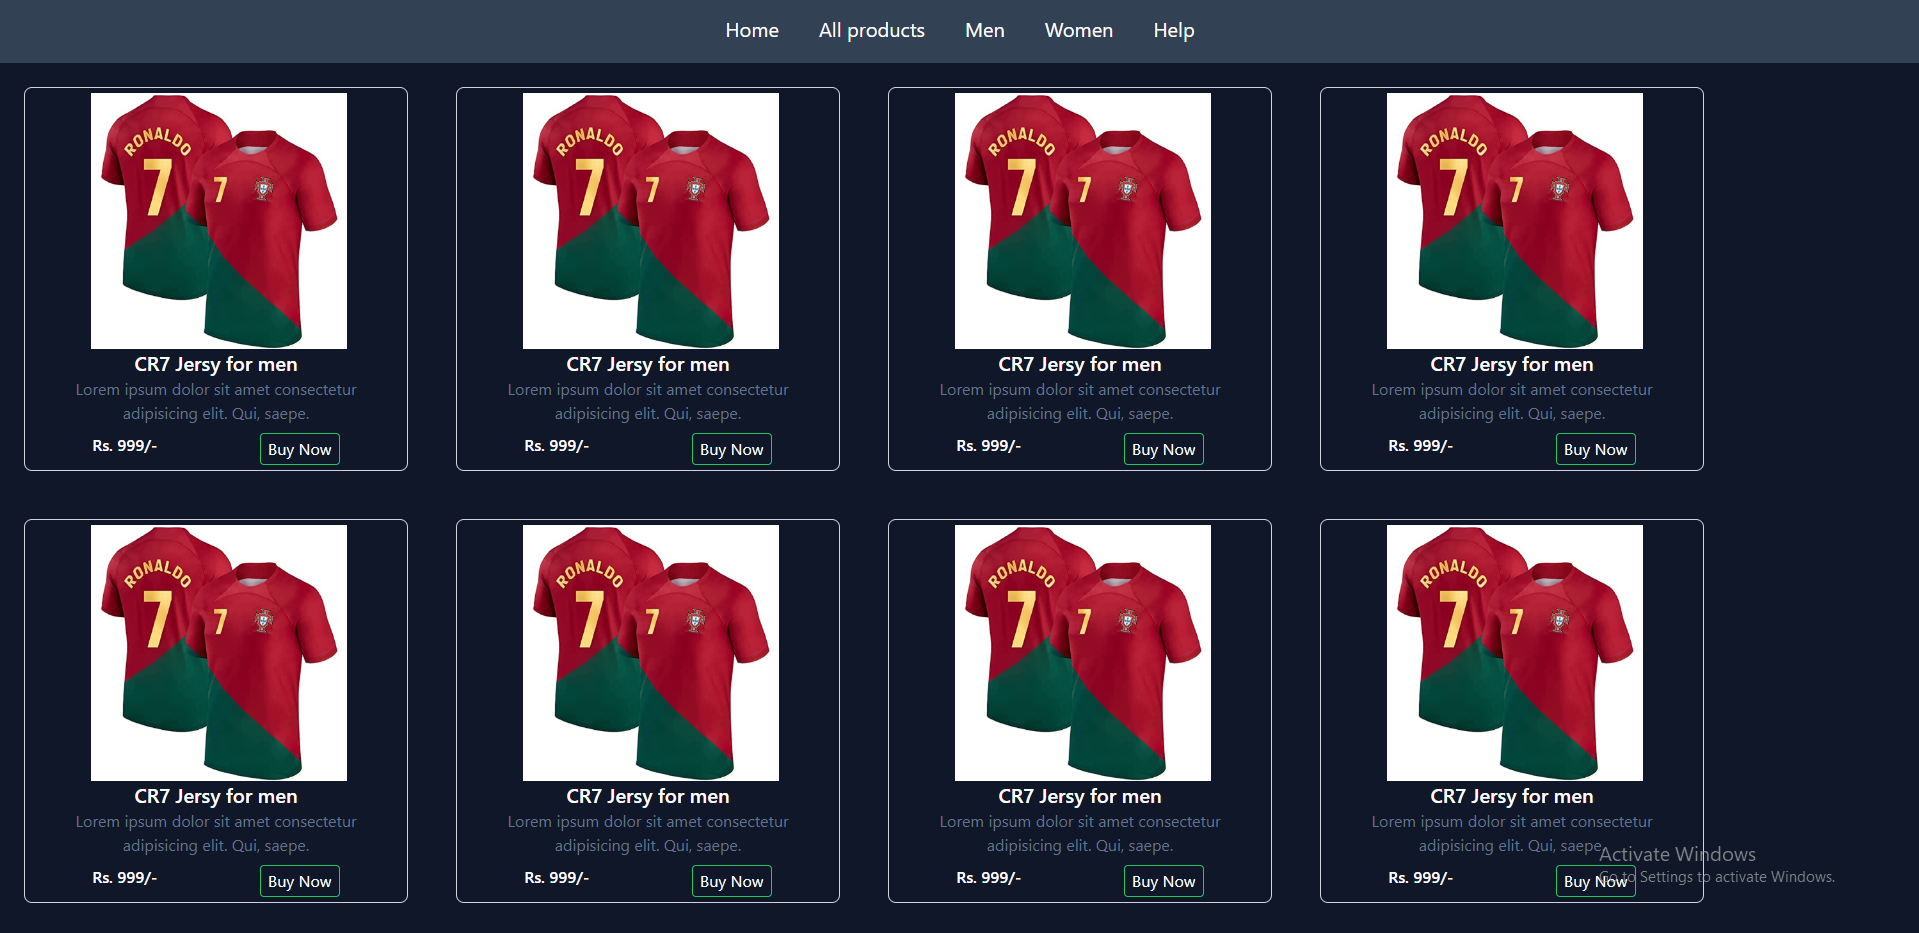 Home All products Men Women Help
RONALDO
7
7
RONALDO
7
7
RONALDO
7
7
RONALDO
7
7
CR7 Jersy for men
Lorem ipsum dolor sit amet consectetur
adipisicing elit. Qui, saepe.
Rs. 999/- Buy Now
CR7 Jersy for men
Lorem ipsum dolor sit amet consectetur
adipisicing elit. Qui, saepe.
Rs. 999/- Buy Now
CR7 Jersy for men
Lorem ipsum dolor sit amet consectetur
adipisicing elit. Qui, saepe.
Rs. 999/- Buy Now
CR7 Jersy for men
Lorem ipsum dolor sit amet consectetur
adipisicing elit. Qui, saepe.
Rs. 999/- Buy Now
RONALDO
7
7
RONALDO
7
7
RONALDO
7
7
RONALDO
7
7
CR7 Jersy for men
Lorem ipsum dolor sit amet consectetur
adipisicing elit. Qui, saepe.
Rs. 999/- Buy Now
CR7 Jersy for men
Lorem ipsum dolor sit amet consectetur
adipisicing elit. Qui, saepe.
Rs. 999/- Buy Now
CR7 Jersy for men
Lorem ipsum dolor sit amet consectetur
adipisicing elit. Qui, saepe.
Rs. 999/- Buy Now
CR7 Jersy for men
Lorem ipsum dolor sit amet consectetur
adipisicing elit. Qui, saepe.
Rs. 999/- Buy Now
Activate Windows
Go to Settings to activate Windows.